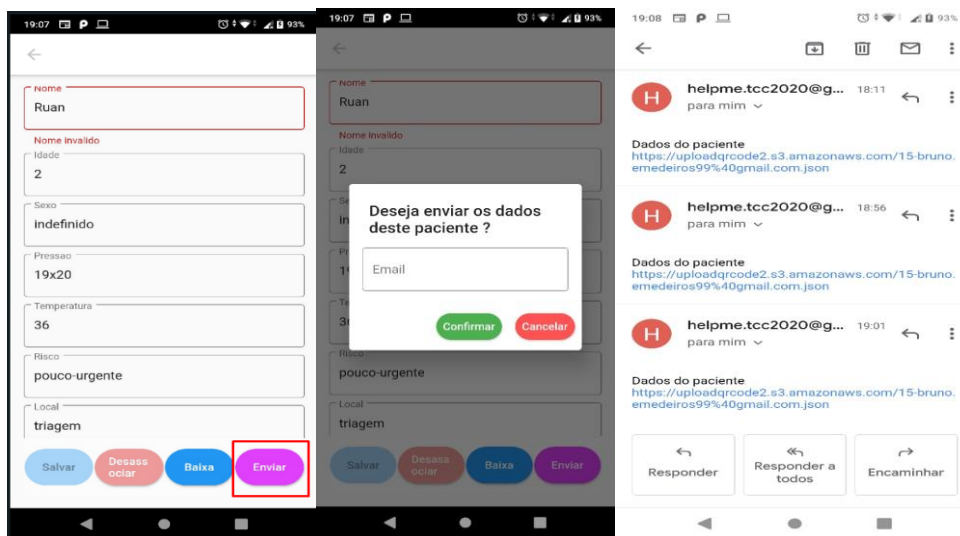 19:07 P 93%
Nome
Ruan
Nome invalido
Idade
2
Sexo
indefinido
Pressao
19x20
Temperatura
36
Risco
pouco-urgente
Local
triagem
Salvar
Desass
ociar
Baixa
Enviar
19:07 P 93%
Nome
Ruan
Nome invalido
Idade
2
Deseja enviar os dados
deste paciente ?
Email
Confirmar
Cancelar
Risco
pouco-urgente
Local
triagem
Salvar
Desass
ociar
Baixa
Enviar
19:08 P 93%
H
helpme.tcc2020@g... 18:11
para mim
Dados do paciente
https://uploadqrcode2.s3.amazonaws.com/15-bruno.
emedeiros99%40gmail.com.json
H
helpme.tcc2020@g... 18:56
para mim
Dados do paciente
https://uploadqrcode2.s3.amazonaws.com/15-bruno.
emedeiros99%40gmail.com.json
H
helpme.tcc2020@g... 19:01
para mim
Dados do paciente
https://uploadqrcode2.s3.amazonaws.com/15-bruno.
emedeiros99%40gmail.com.json
Responder
Responder a
todos
Encaminhar